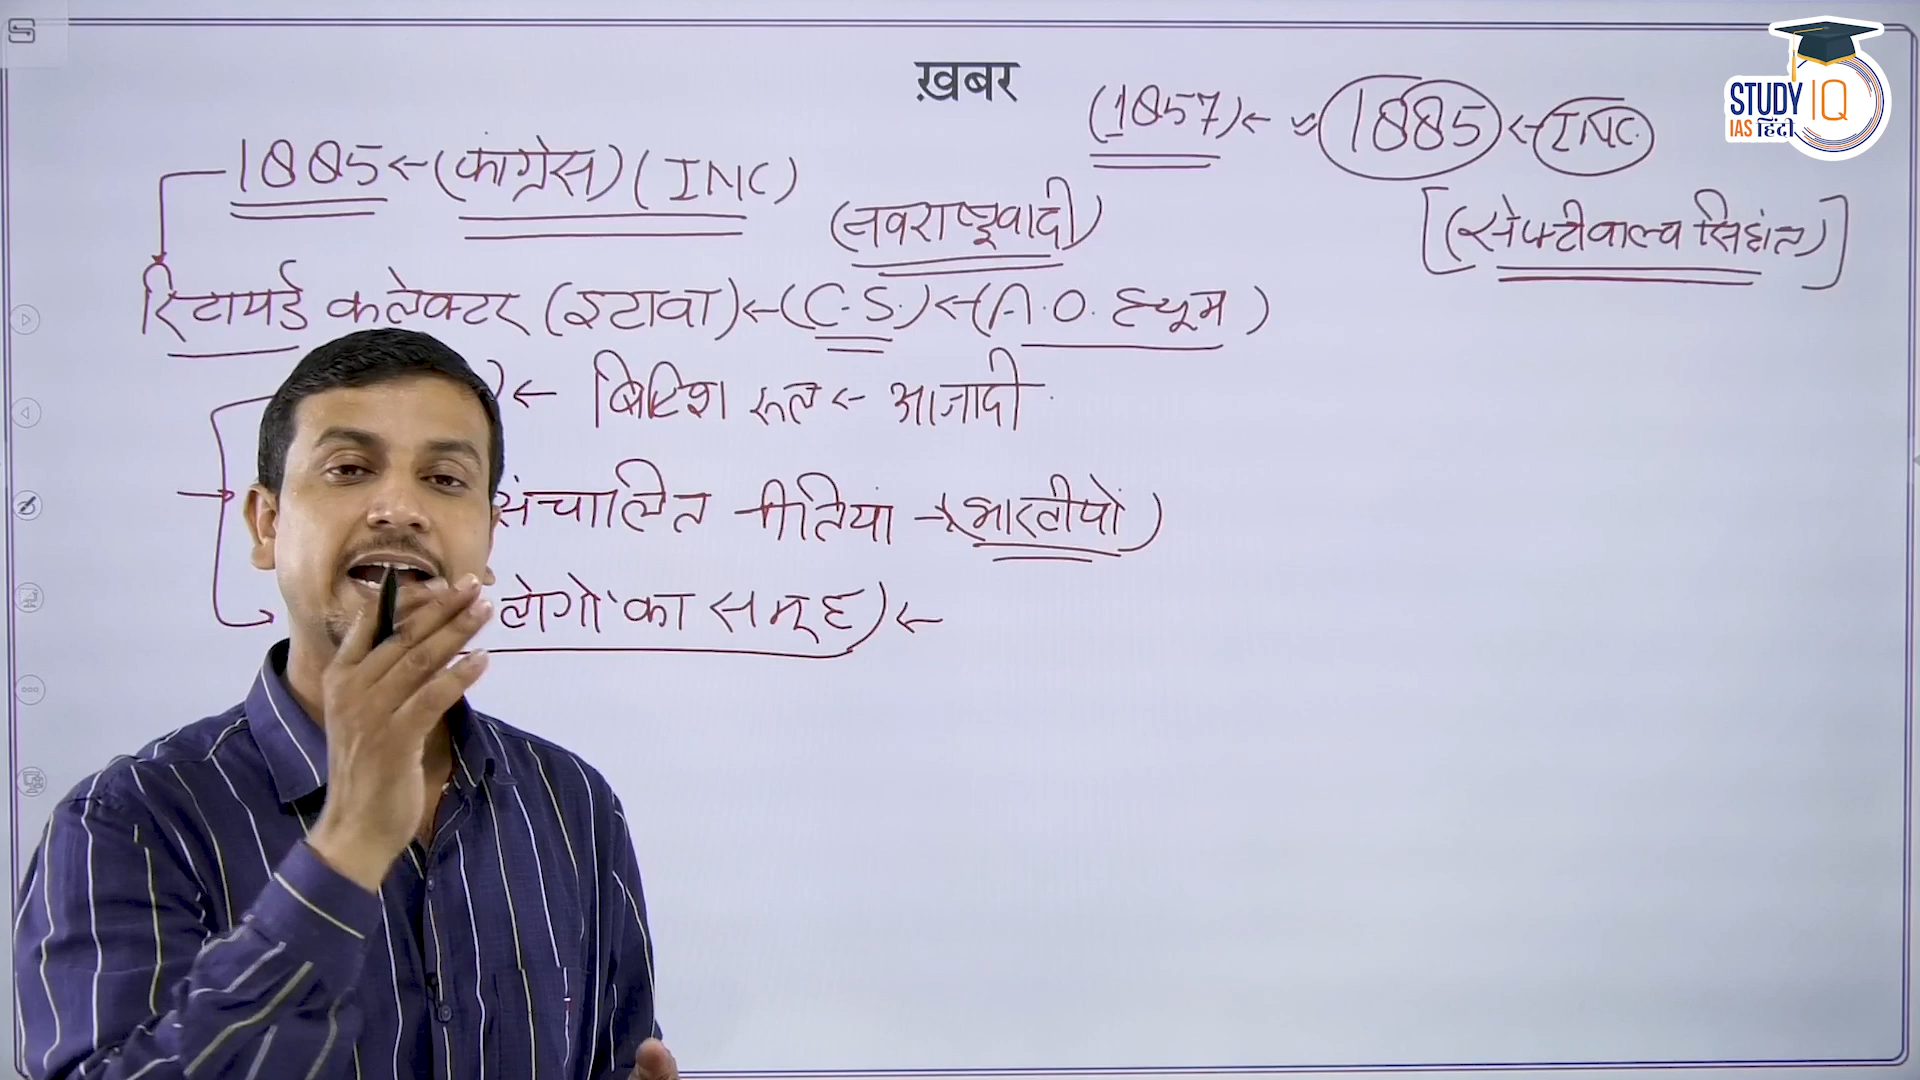 ख़बर
STUDY IQ
IAS हिंदी
(1857) ← 1885 ← INC.
1885 ← (कांग्रेस) (INC)
(नवराष्ट्रवादी)
[(सेफ्टीवाल्व सिद्धांत)]
रिटायर्ड कलेक्टर (इटावा) ← (C.S.) ← (A.O. ह्यूम)
) ← ब्रिटिश रूल ← आजादी
संचालित नीतियां → (भारतीयों)
लोगों का समूह) ←